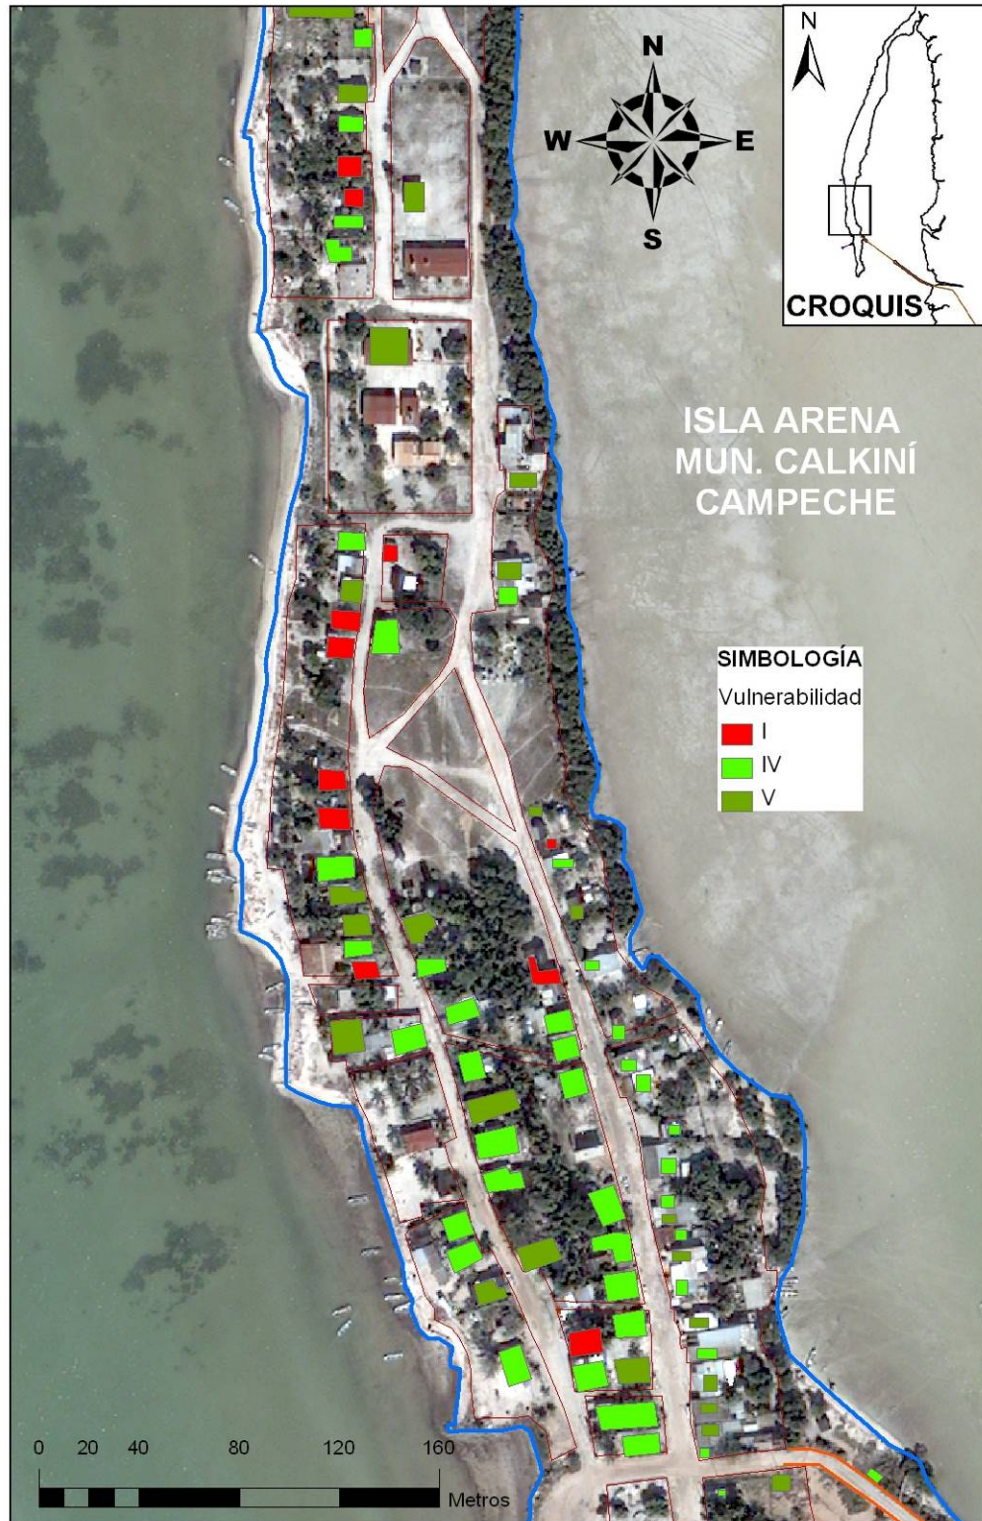 N
W E
S
N
CROQUIS
ISLA ARENA
MUN. CALKINÍ
CAMPECHE
SIMBOLOGÍA
Vulnerabilidad
I
IV
V
0 20 40 80 120 160
Metros